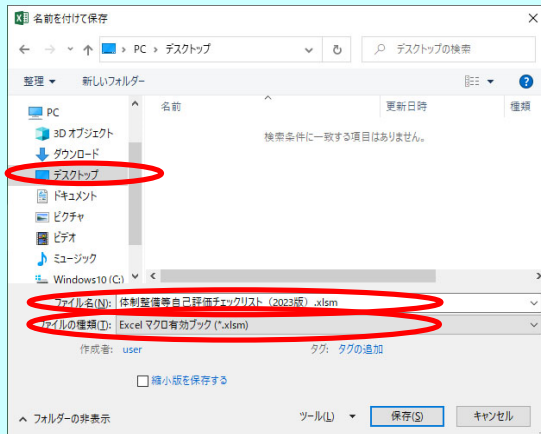 名前を付けて保存
PC › デスクトップ
デスクトップの検索
整理 新しいフォルダー
名前 更新日時 種類
検索条件に一致する項目はありません。
PC
3D オブジェクト
ダウンロード
デスクトップ
ドキュメント
ピクチャ
ビデオ
ミュージック
Windows10 (C:)
ファイル名(N): 体制整備等自己評価チェックリスト（2023版）.xlsm
ファイルの種類(T): Excel マクロ有効ブック (*.xlsm)
作成者: user タグ: タグの追加
縮小版を保存する
フォルダーの非表示 ツール(L) 保存(S) キャンセル